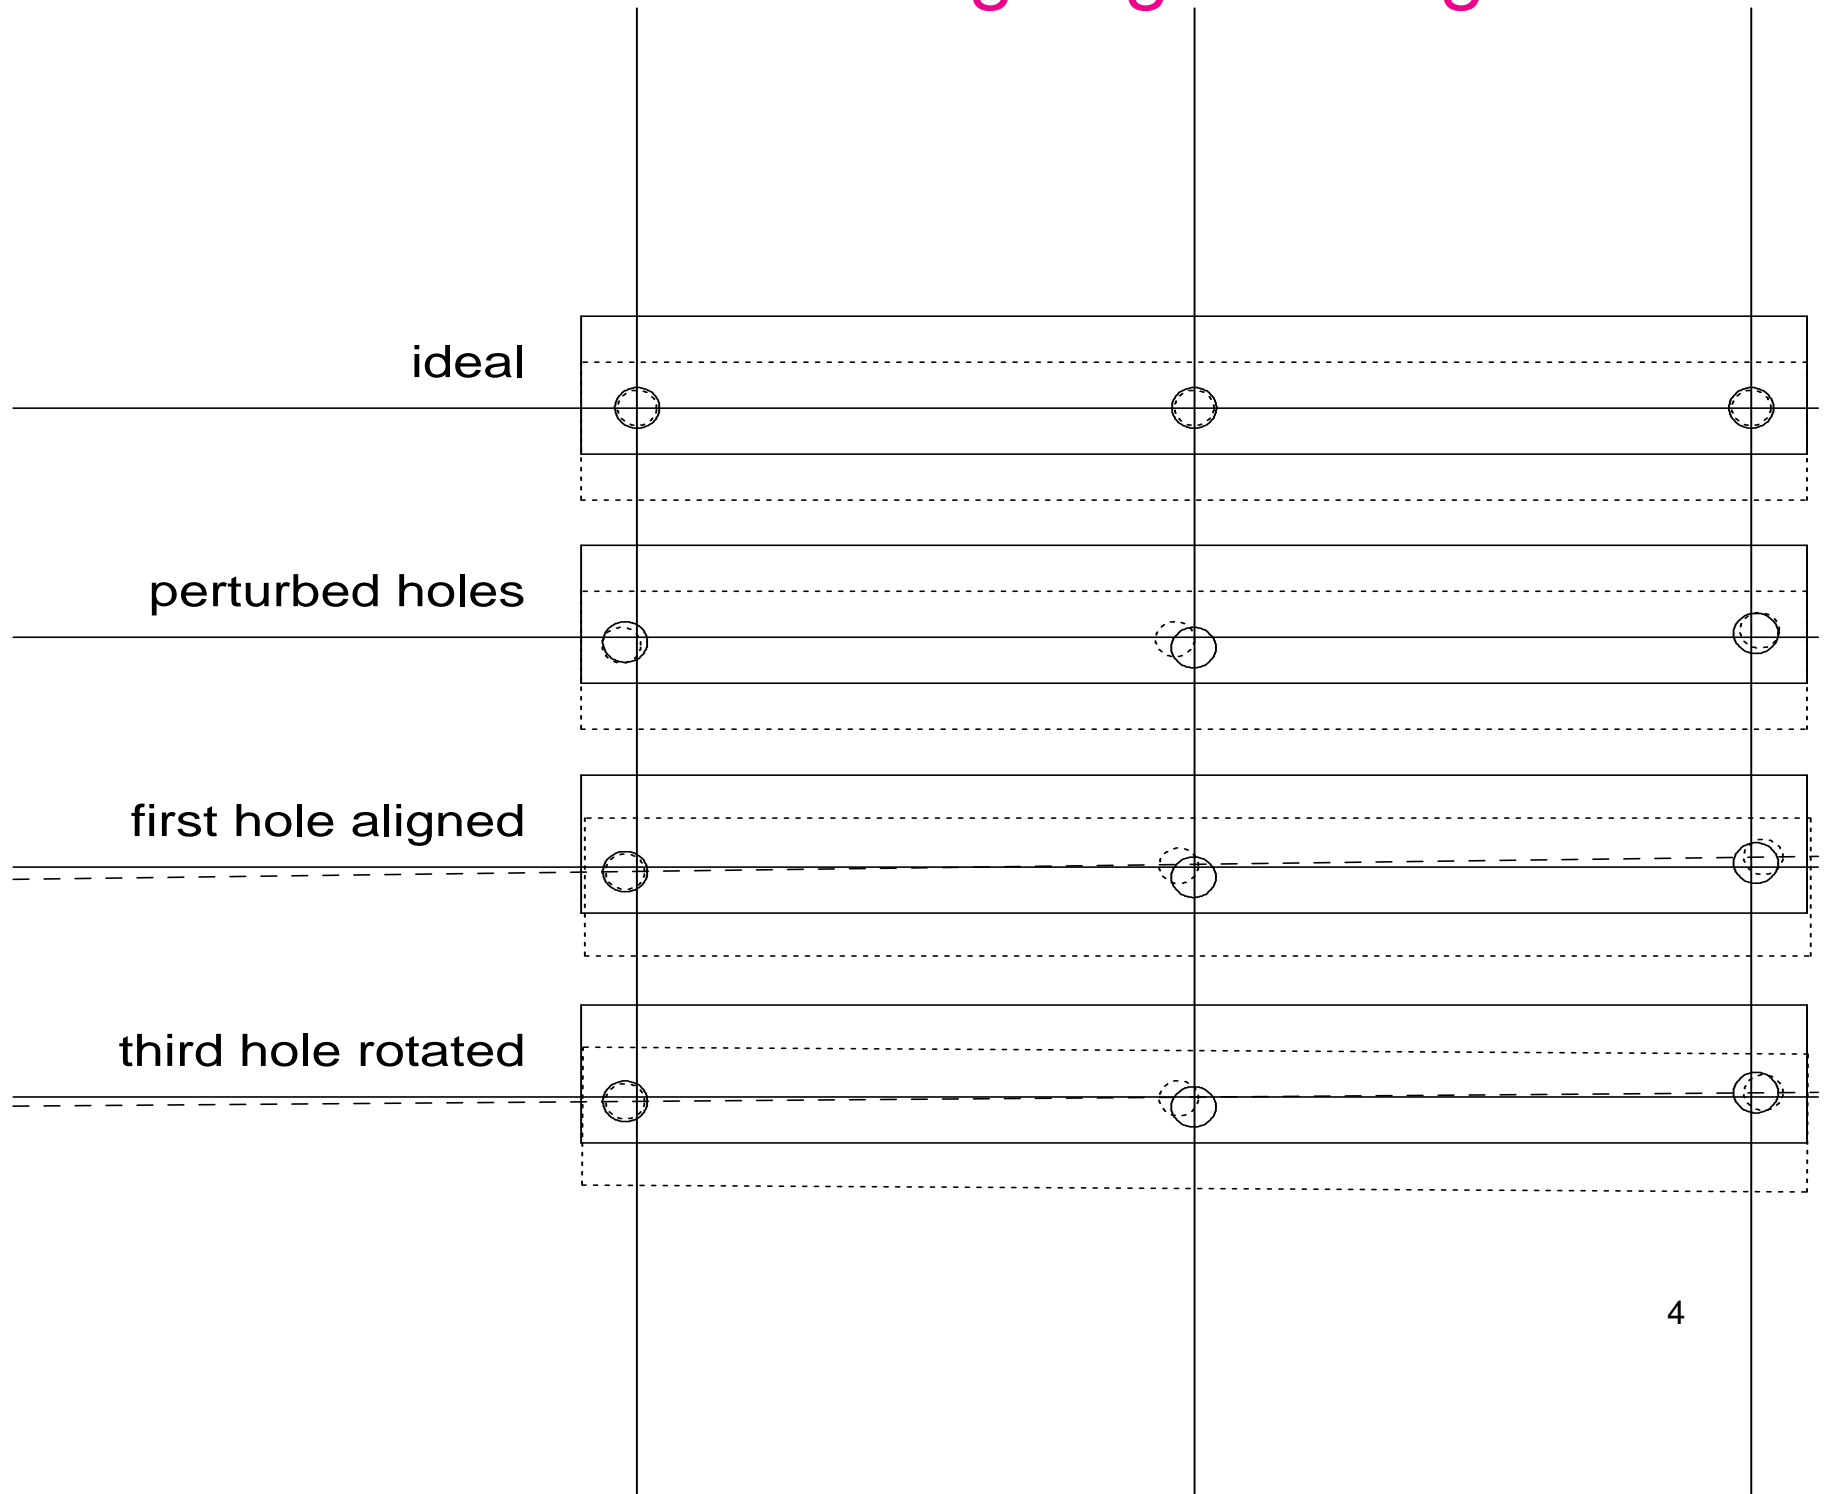 ideal
perturbed holes
first hole aligned
third hole rotated
4